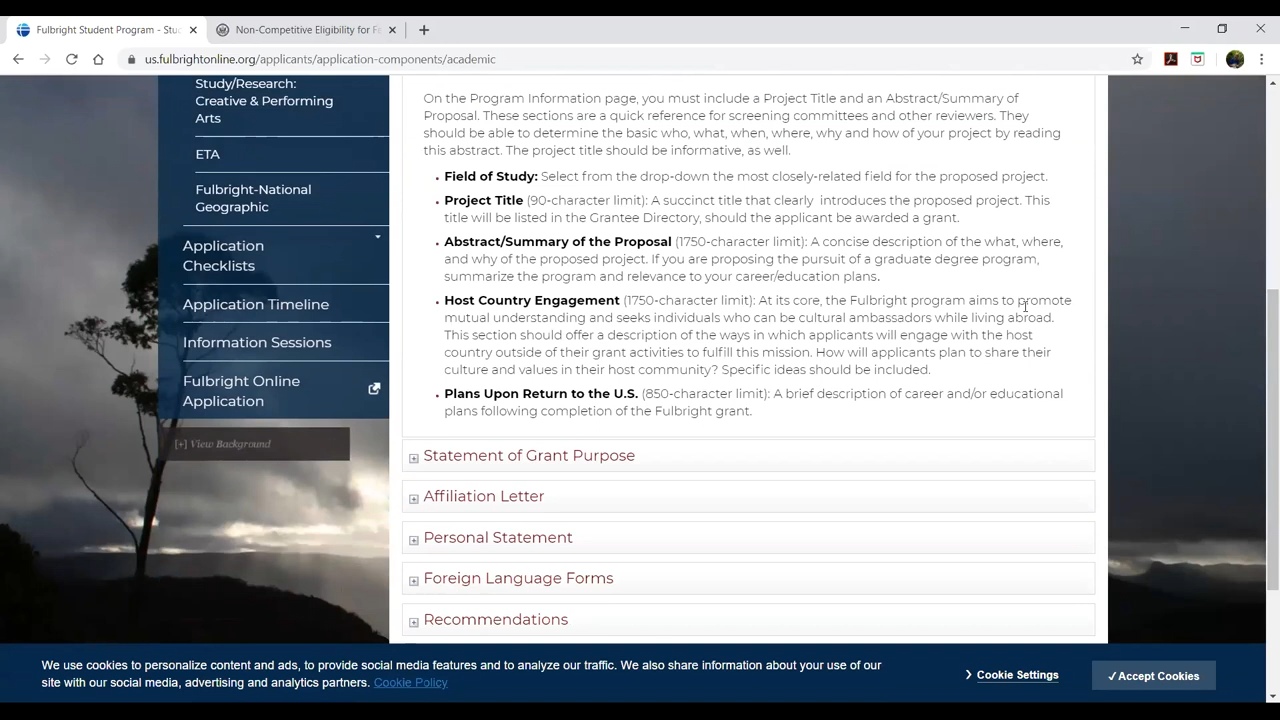 Fulbright Student Program - Stu
Non-Competitive Eligibility for F
us.fulbrightonline.org/applicants/application-components/academic
Study/Research:
Creative & Performing
Arts
ETA
Fulbright-National
Geographic
Application
Checklists
Application Timeline
Information Sessions
Fulbright Online
Application
[+] View Background
On the Program Information page, you must include a Project Title and an Abstract/Summary of
Proposal. These sections are a quick reference for screening committees and other reviewers. They
should be able to determine the basic who, what, when, where, why and how of your project by reading
this abstract. The project title should be informative, as well.
• Field of Study: Select from the drop-down the most closely-related field for the proposed project.
• Project Title (90-character limit): A succinct title that clearly introduces the proposed project. This
title will be listed in the Grantee Directory, should the applicant be awarded a grant.
• Abstract/Summary of the Proposal (1750-character limit): A concise description of the what, where,
and why of the proposed project. If you are proposing the pursuit of a graduate degree program,
summarize the program and relevance to your career/education plans.
• Host Country Engagement (1750-character limit): At its core, the Fulbright program aims to promote
mutual understanding and seeks individuals who can be cultural ambassadors while living abroad.
This section should offer a description of the ways in which applicants will engage with the host
country outside of their grant activities to fulfill this mission. How will applicants plan to share their
culture and values in their host community? Specific ideas should be included.
• Plans Upon Return to the U.S. (850-character limit): A brief description of career and/or educational
plans following completion of the Fulbright grant.
Statement of Grant Purpose
Affiliation Letter
Personal Statement
Foreign Language Forms
Recommendations
We use cookies to personalize content and ads, to provide social media features and to analyze our traffic. We also share information about your use of
our site with our social media, advertising and analytics partners. Cookie Policy
Cookie Settings
✓Accept Cookies